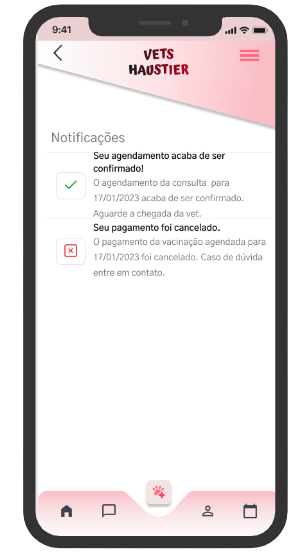 9:41
VETS
HAUSTIER
Notificações
Seu agendamento acaba de ser
confirmado!
O agendamento da consulta para
17/01/2023 acaba de ser confirmado.
Aguarde a chegada da vet.
Seu pagamento foi cancelado.
O pagamento da vacinação agendada para
17/01/2023 foi cancelado. Caso de dúvida
entre em contato.